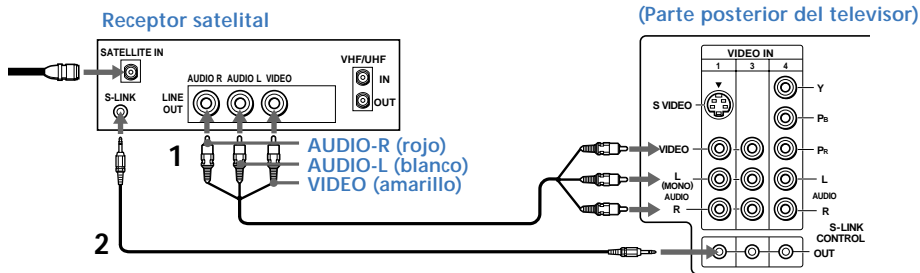 Receptor satelital
(Parte posterior del televisor)
SATELLITE IN
S-LINK
LINE OUT
AUDIO R AUDIO L VIDEO
VHF/UHF
IN
OUT
1
AUDIO-R (rojo)
AUDIO-L (blanco)
VIDEO (amarillo)
2
VIDEO IN
1 3 4
S VIDEO
Y
PB
VIDEO
PR
L
(MONO)
AUDIO
R
L
AUDIO
R
S-LINK
CONTROL
OUT